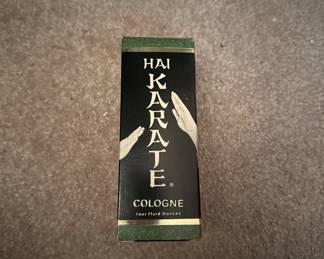 HAI
KARATE®
COLOGNE
Four Fluid Ounces